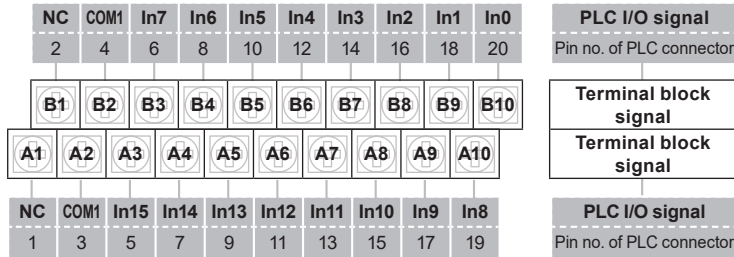 NC COM1 In7 In6 In5 In4 In3 In2 In1 In0 PLC I/O signal
2 4 6 8 10 12 14 16 18 20 Pin no. of PLC connector
B1 B2 B3 B4 B5 B6 B7 B8 B9 B10 Terminal block
signal
A1 A2 A3 A4 A5 A6 A7 A8 A9 A10 Terminal block
signal
NC COM1 In15 In14 In13 In12 In11 In10 In9 In8 PLC I/O signal
1 3 5 7 9 11 13 15 17 19 Pin no. of PLC connector